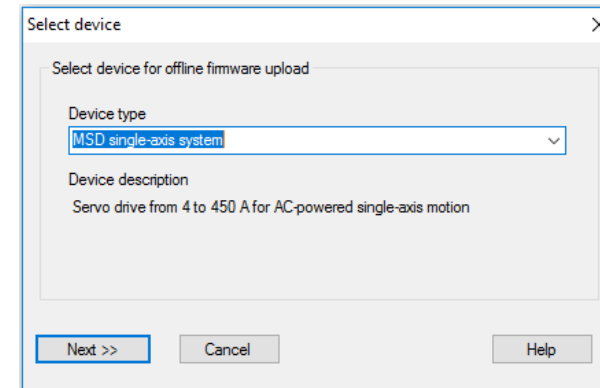 Select device
Select device for offline firmware upload
Device type
MSD single-axis system
Device description
Servo drive from 4 to 450 A for AC-powered single-axis motion
Next >> Cancel Help